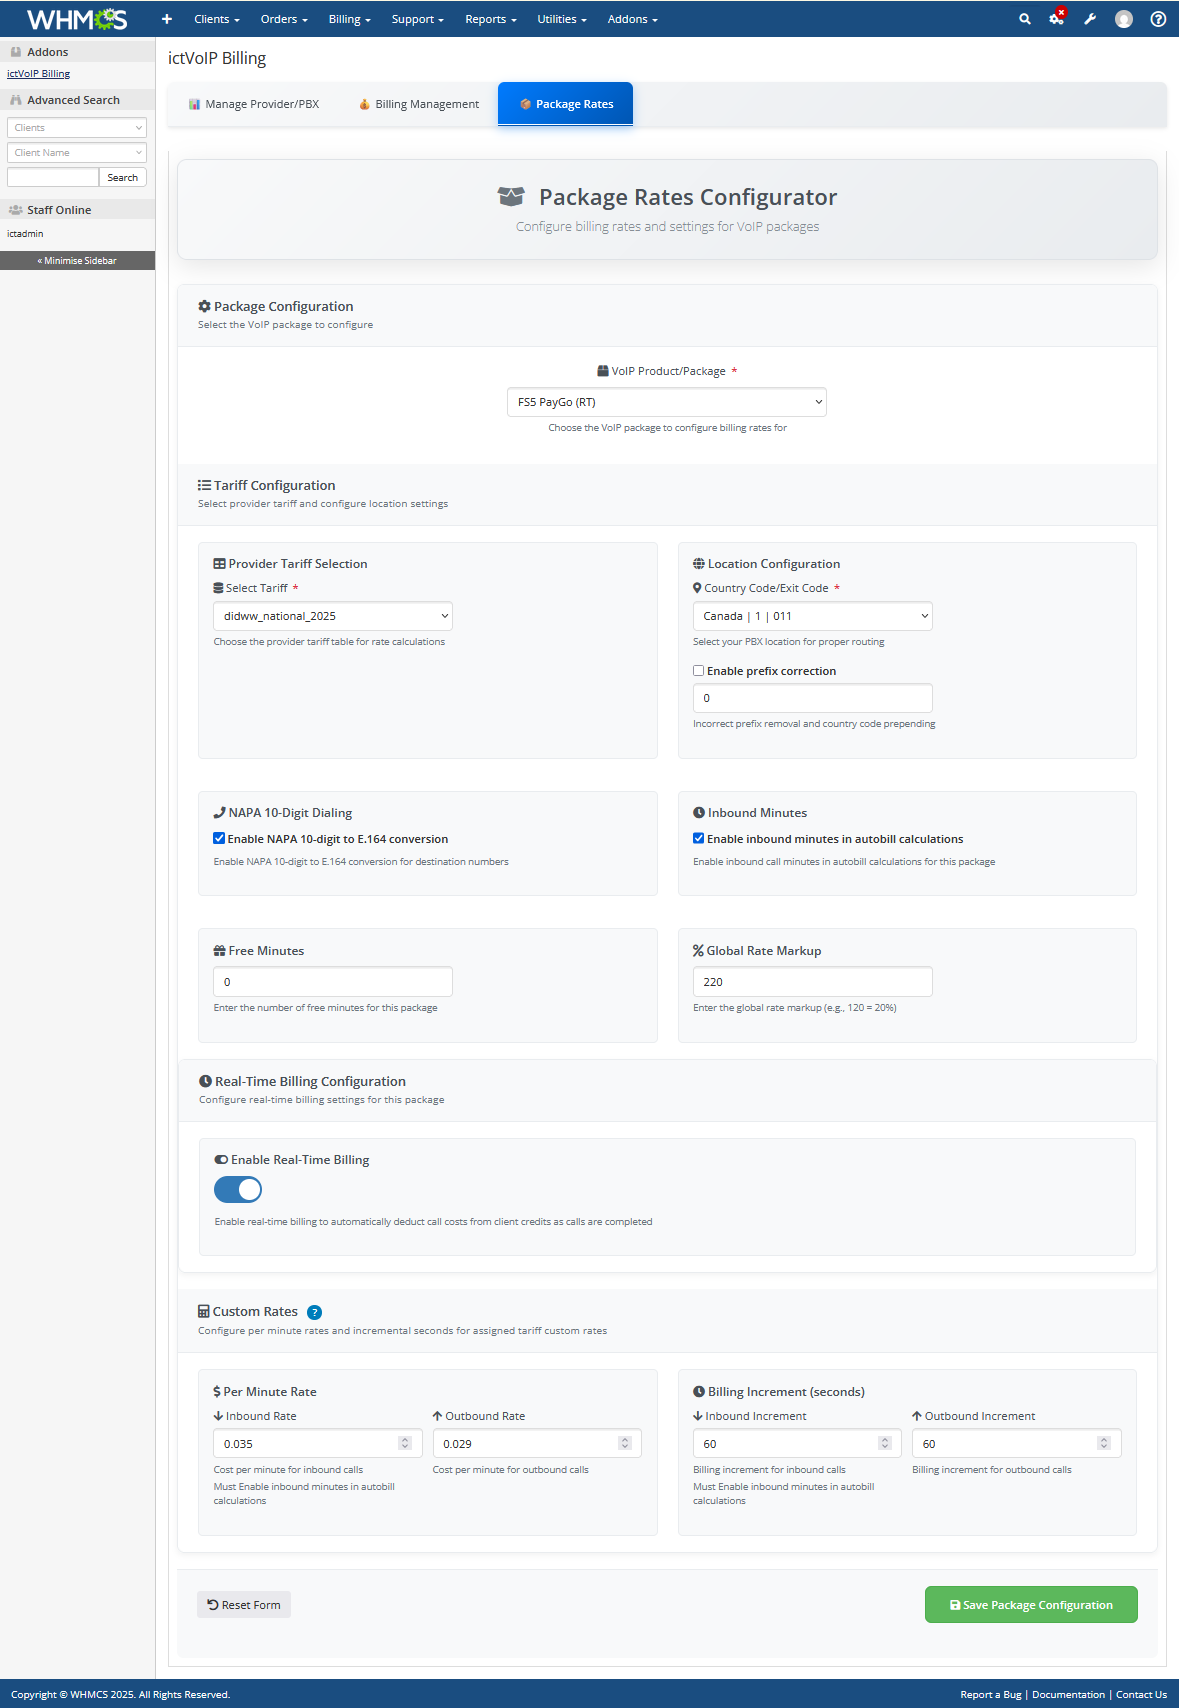 WHMCS
+ Clients Orders Billing Support Reports Utilities Addons
Addons
ictVoIP Billing
Advanced Search
Clients
Client Name
Search
Staff Online
ictadmin
« Minimise Sidebar
ictVoIP Billing
Manage Provider/PBX
Billing Management
Package Rates
Package Rates Configurator
Configure billing rates and settings for VoIP packages
Package Configuration
Select the VoIP package to configure
VoIP Product/Package *
FS5 PayGo (RT)
Choose the VoIP package to configure billing rates for
Tariff Configuration
Select provider tariff and configure location settings
Provider Tariff Selection
Select Tariff *
didww_national_2025
Choose the provider tariff table for rate calculations
Location Configuration
Country Code/Exit Code *
Canada | 1 | 011
Select your PBX location for proper routing
Enable prefix correction
0
Incorrect prefix removal and country code prepending
NAPA 10-Digit Dialing
Enable NAPA 10-digit to E.164 conversion
Enable NAPA 10-digit to E.164 conversion for destination numbers
Inbound Minutes
Enable inbound minutes in autobill calculations
Enable inbound call minutes in autobill calculations for this package
Free Minutes
0
Enter the number of free minutes for this package
Global Rate Markup
220
Enter the global rate markup (e.g., 120 = 20%)
Real-Time Billing Configuration
Configure real-time billing settings for this package
Enable Real-Time Billing
Enable real-time billing to automatically deduct call costs from client credits as calls are completed
Custom Rates ?
Configure per minute rates and incremental seconds for assigned tariff custom rates
$ Per Minute Rate
Inbound Rate
0.035
Cost per minute for inbound calls
Must Enable inbound minutes in autobill
calculations
Outbound Rate
0.029
Cost per minute for outbound calls
Billing Increment (seconds)
Inbound Increment
60
Billing increment for inbound calls
Must Enable inbound minutes in autobill
calculations
Outbound Increment
60
Billing increment for outbound calls
Reset Form
Save Package Configuration
Copyright © WHMCS 2025. All Rights Reserved.
Report a Bug | Documentation | Contact Us